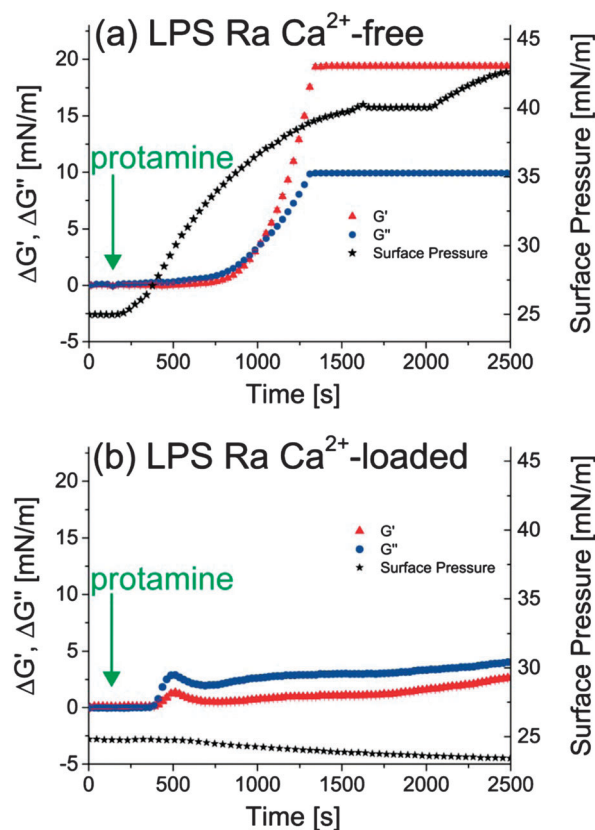 (a) LPS Ra Ca²⁺-free
ΔG', ΔG'' [mN/m]
20
15
10
5
0
-5
protamine
G'
G''
Surface Pressure
45
40
35
30
25
Surface Pressure [mN/m]
0 500 1000 1500 2000 2500
Time [s]
(b) LPS Ra Ca²⁺-loaded
ΔG', ΔG'' [mN/m]
20
15
10
5
0
-5
protamine
G'
G''
Surface Pressure
45
40
35
30
25
Surface Pressure [mN/m]
0 500 1000 1500 2000 2500
Time [s]